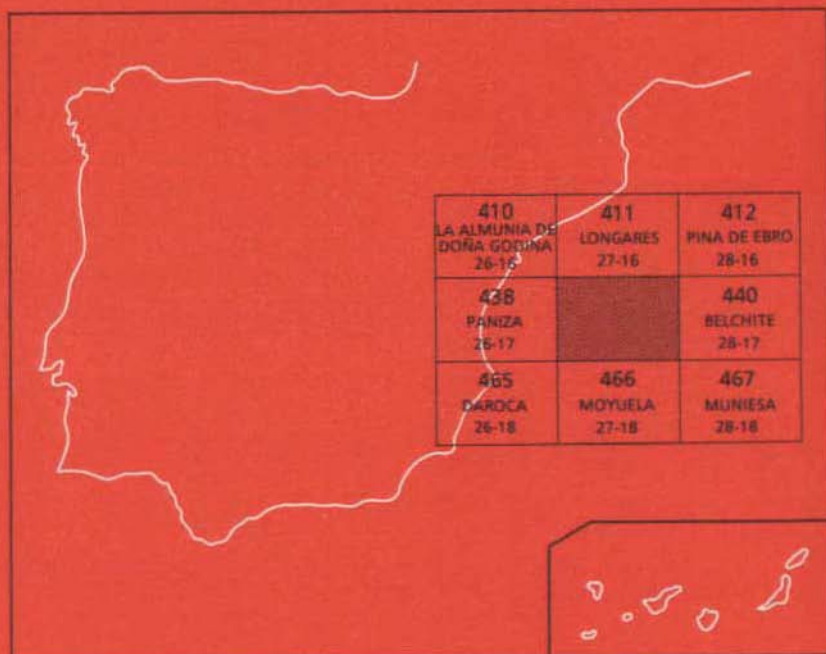 410
LA ALMUNIA DE
DOÑA GODINA
26-16
411
LONGARES
27-16
412
PINA DE EBRO
28-16
438
PANIZA
26-17
440
BELCHITE
28-17
465
DAROCA
26-18
466
MOYUELA
27-18
467
MUNIESA
28-18